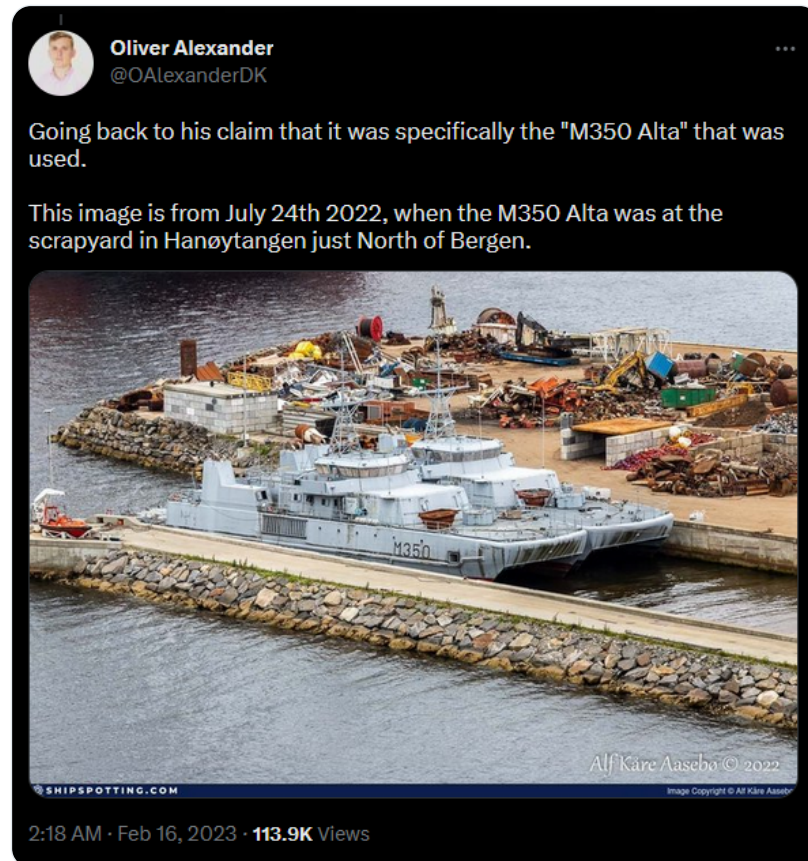 Oliver Alexander
@OAlexanderDK
Going back to his claim that it was specifically the "M350 Alta" that was
used.
This image is from July 24th 2022, when the M350 Alta was at the
scrapyard in Hanøytangen just North of Bergen.
M350
Alf Kåre Aasebø © 2022
SHIPSPOTTING.COM
Image Copyright © Alf Kåre Aasebø
2:18 AM · Feb 16, 2023 · 113.9K Views